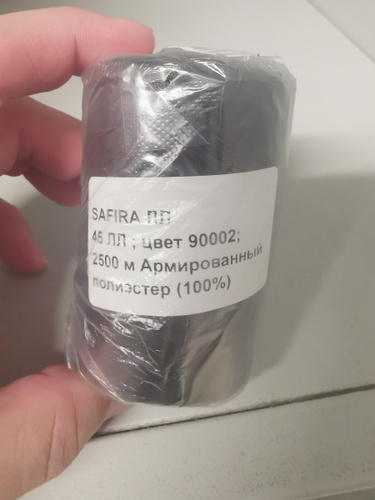 SAFIRA ЛЛ
45 ЛЛ ; цвет 90002;
2500 м Армированный
полиэстер (100%)